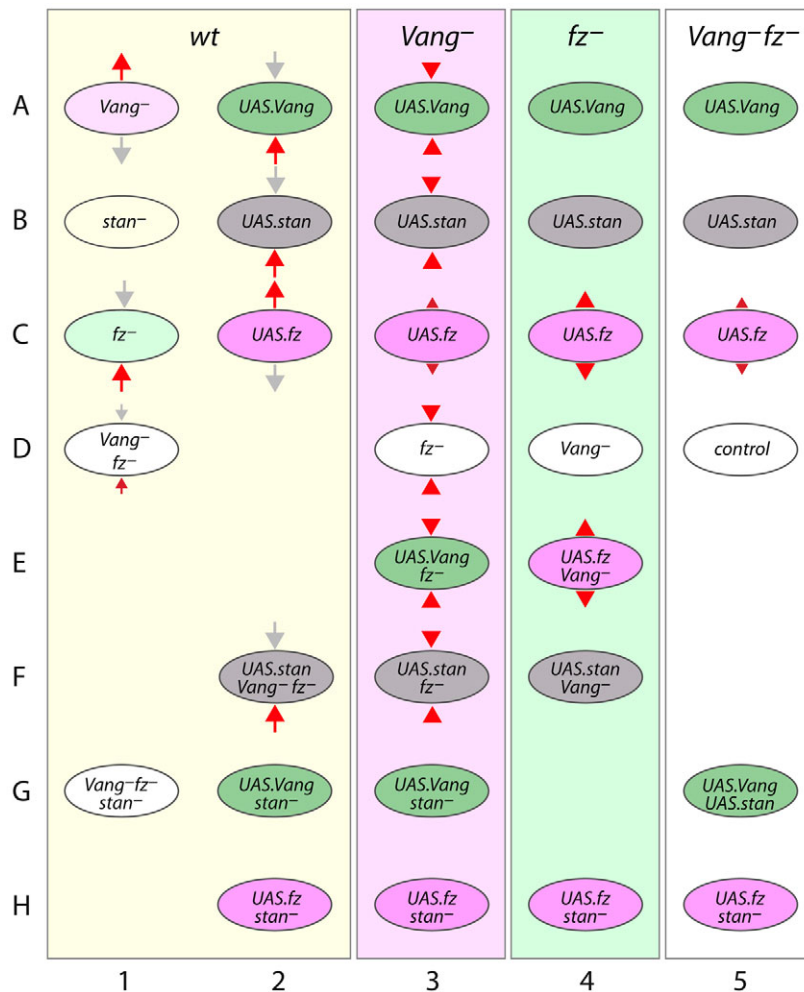 wt Vang⁻ fz⁻ Vang⁻fz⁻
A Vang⁻ UAS.Vang UAS.Vang UAS.Vang UAS.Vang
B stan⁻ UAS.stan UAS.stan UAS.stan UAS.stan
C fz⁻ UAS.fz UAS.fz UAS.fz UAS.fz
D Vang⁻
fz⁻ fz⁻ Vang⁻ control
E UAS.Vang
fz⁻ UAS.fz
Vang⁻
F UAS.stan
Vang⁻fz⁻ UAS.stan
fz⁻ UAS.stan
Vang⁻
G Vang⁻fz⁻
stan⁻ UAS.Vang
stan⁻ UAS.Vang
stan⁻ UAS.Vang
UAS.stan
H UAS.fz
stan⁻ UAS.fz
stan⁻ UAS.fz
stan⁻ UAS.fz
stan⁻
1 2 3 4 5